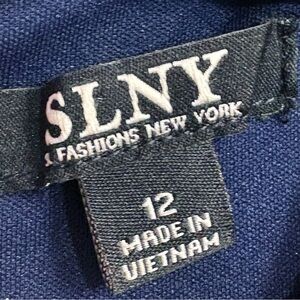 SLNY
FASHIONS NEW YORK
12
MADE IN
VIETNAM